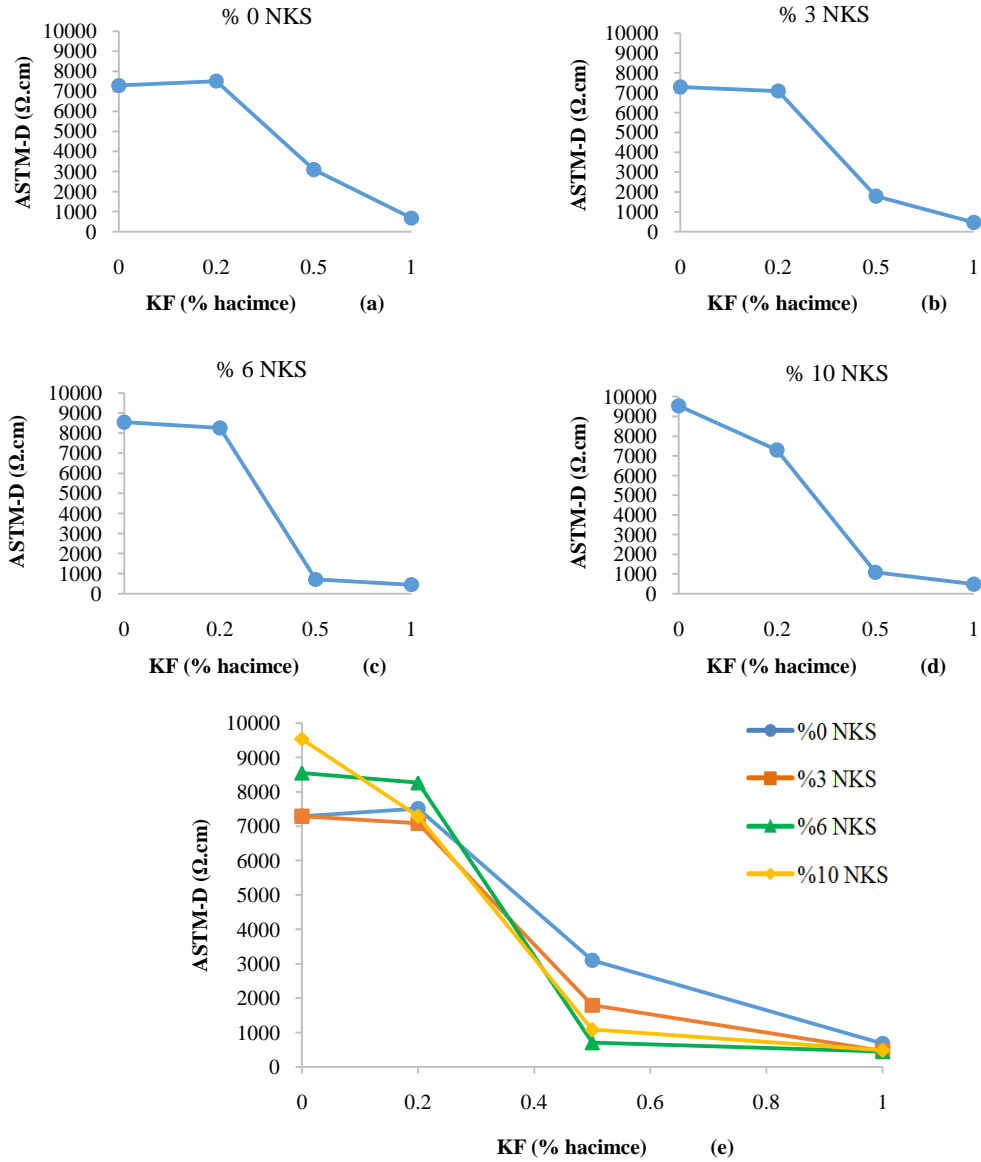 % 0 NKS
10000
9000
8000
7000
6000
5000
4000
3000
2000
1000
0
ASTM-D (Ω.cm)
0 0.2 0.5 1
KF (% hacimce) (a)
% 3 NKS
10000
9000
8000
7000
6000
5000
4000
3000
2000
1000
0
ASTM-D (Ω.cm)
0 0.2 0.5 1
KF (% hacimce) (b)
% 6 NKS
10000
9000
8000
7000
6000
5000
4000
3000
2000
1000
0
ASTM-D (Ω.cm)
0 0.2 0.5 1
KF (% hacimce) (c)
% 10 NKS
10000
9000
8000
7000
6000
5000
4000
3000
2000
1000
0
ASTM-D (Ω.cm)
0 0.2 0.5 1
KF (% hacimce) (d)
10000
9000
8000
7000
6000
5000
4000
3000
2000
1000
0
ASTM-D (Ω.cm)
%0 NKS
%3 NKS
%6 NKS
%10 NKS
0 0.2 0.4 0.6 0.8 1
KF (% hacimce) (e)